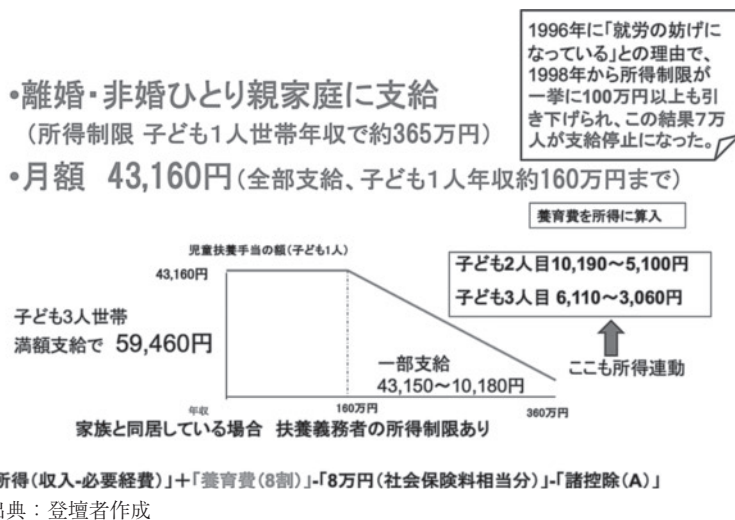 1996年に「就労の妨げに
なっている」との理由で、
1998年から所得制限が
一挙に100万円以上も引
き下げられ、この結果7万
人が支給停止になった。
•離婚・非婚ひとり親家庭に支給
（所得制限 子ども1人世帯年収で約365万円）
•月額 43,160円（全部支給、子ども1人年収約160万円まで）
養育費を所得に算入
児童扶養手当の額（子ども1人）
43,160円
子ども2人目10,190～5,100円
子ども3人目 6,110～3,060円
子ども3人世帯
満額支給で 59,460円
一部支給
43,150～10,180円
ここも所得連動
年収
160万円
360万円
家族と同居している場合 扶養義務者の所得制限あり
所得（収入-必要経費）」＋「養育費（8割）」-「8万円（社会保険料相当分）」-「諸控除（A）」
出典：登壇者作成